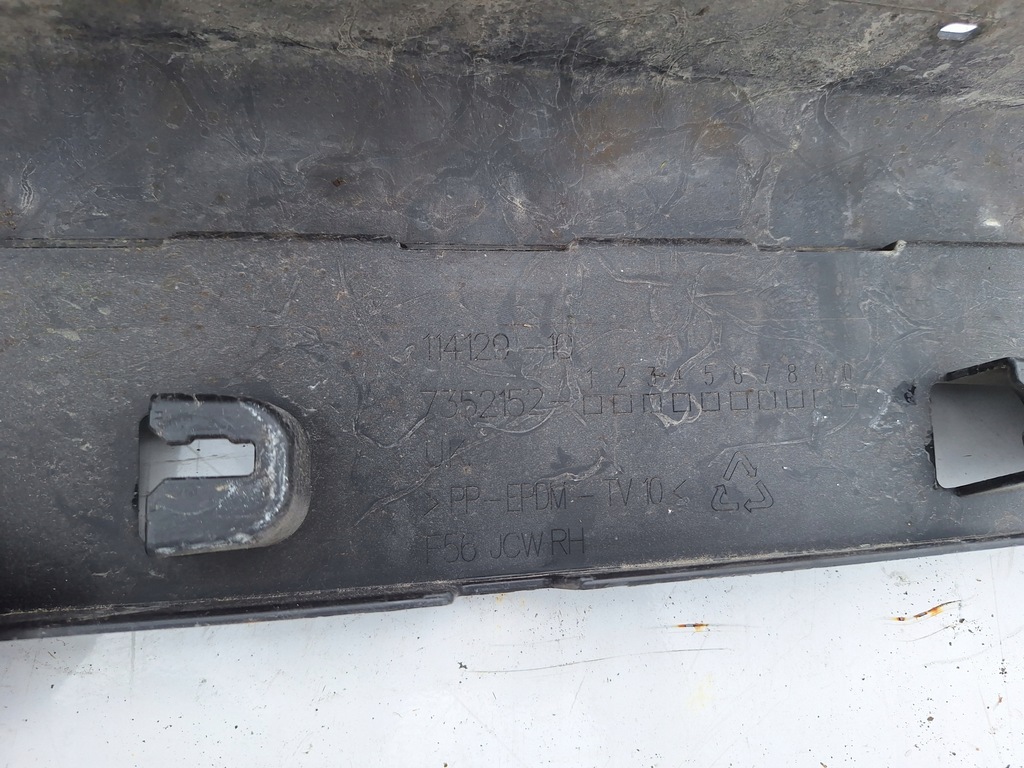 114129 -10
1 2 3 4 5 6 7 8 9 0
7352152-
UK
>PP-EPDM-TV10<
F56 JCW RH